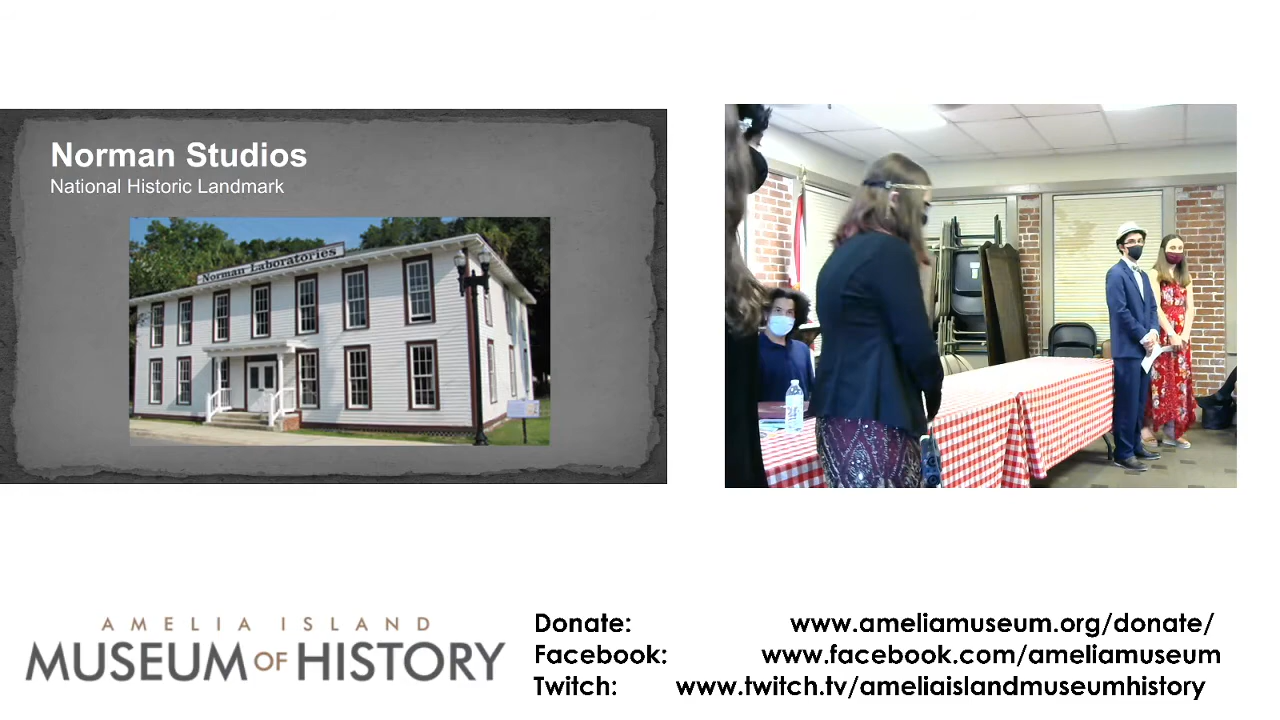 Norman Studios
National Historic Landmark
Norman Laboratories
AMELIA ISLAND
MUSEUM OF HISTORY
Donate: www.ameliamuseum.org/donate/
Facebook: www.facebook.com/ameliamuseum
Twitch: www.twitch.tv/ameliaislandmuseumhistory